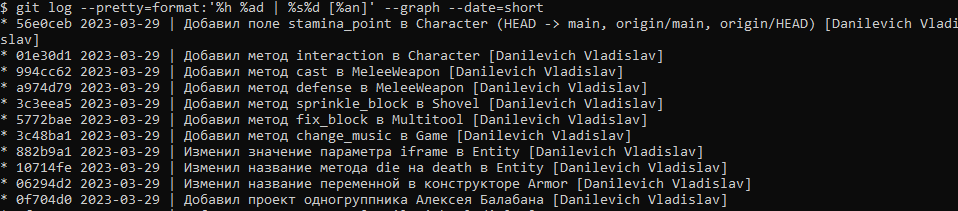 $ git log --pretty=format:'%h %ad | %s%d [%an]' --graph --date=short
* 56e0ceb 2023-03-29 | Добавил поле stamina_point в Character (HEAD -> main, origin/main, origin/HEAD) [Danilevich Vladi
slav]
* 01e30d1 2023-03-29 | Добавил метод interaction в Character [Danilevich Vladislav]
* 994cc62 2023-03-29 | Добавил метод cast в MeleeWeapon [Danilevich Vladislav]
* a974d79 2023-03-29 | Добавил метод defense в MeleeWeapon [Danilevich Vladislav]
* 3c3eea5 2023-03-29 | Добавил метод sprinkle_block в Shovel [Danilevich Vladislav]
* 5772bae 2023-03-29 | Добавил метод fix_block в Multitool [Danilevich Vladislav]
* 3c48ba1 2023-03-29 | Добавил метод change_music в Game [Danilevich Vladislav]
* 882b9a1 2023-03-29 | Изменил значение параметра iframe в Entity [Danilevich Vladislav]
* 10714fe 2023-03-29 | Изменил название метода die на death в Entity [Danilevich Vladislav]
* 06294d2 2023-03-29 | Изменил название переменной в конструкторе Armor [Danilevich Vladislav]
* 0f704d0 2023-03-29 | Добавил проект одногруппника Алексея Балабана [Danilevich Vladislav]